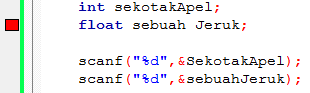 int sekotakApel;
float sebuah Jeruk;
scanf("%d",&SekotakApel);
scanf("%d",&sebuahJeruk);